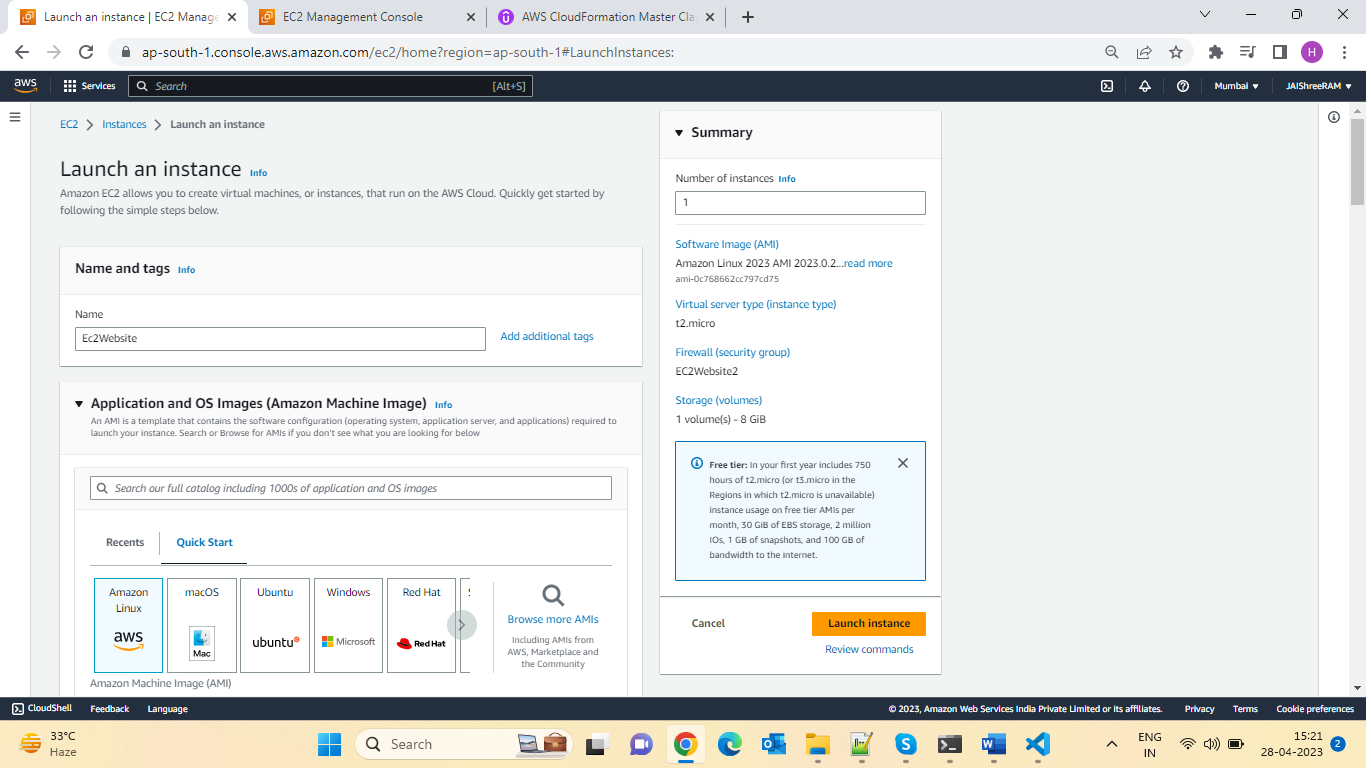 Launch an instance | EC2 Manage
EC2 Management Console
AWS CloudFormation Master Cla
ap-south-1.console.aws.amazon.com/ec2/home?region=ap-south-1#LaunchInstances:
H
aws
Services
Search
[Alt+S]
Mumbai
JAIShreeRAM
EC2
Instances
Launch an instance
Launch an instance Info
Amazon EC2 allows you to create virtual machines, or instances, that run on the AWS Cloud. Quickly get started by
following the simple steps below.
Name and tags Info
Name
Ec2Website
Add additional tags
Application and OS Images (Amazon Machine Image) Info
An AMI is a template that contains the software configuration (operating system, application server, and applications) required to
launch your instance. Search or Browse for AMIs if you don't see what you are looking for below
Search our full catalog including 1000s of application and OS images
Recents
Quick Start
Amazon
Linux
aws
macOS
Mac
Ubuntu
ubuntu
Windows
Microsoft
Red Hat
Red Hat
Browse more AMIs
Including AMIs from
AWS, Marketplace and
the Community
Amazon Machine Image (AMI)
Summary
Number of instances Info
1
Software Image (AMI)
Amazon Linux 2023 AMI 2023.0.2...read more
ami-0c768662cc797cd75
Virtual server type (instance type)
t2.micro
Firewall (security group)
EC2Website2
Storage (volumes)
1 volume(s) - 8 GiB
Free tier: In your first year includes 750
hours of t2.micro (or t3.micro in the
Regions in which t2.micro is unavailable)
instance usage on free tier AMIs per
month, 30 GiB of EBS storage, 2 million
IOs, 1 GB of snapshots, and 100 GB of
bandwidth to the internet.
Cancel
Launch instance
Review commands
CloudShell
Feedback
Language
© 2023, Amazon Web Services India Private Limited or its affiliates.
Privacy
Terms
Cookie preferences
33°C
Haze
Search
ENG
IN
15:21
28-04-2023
2